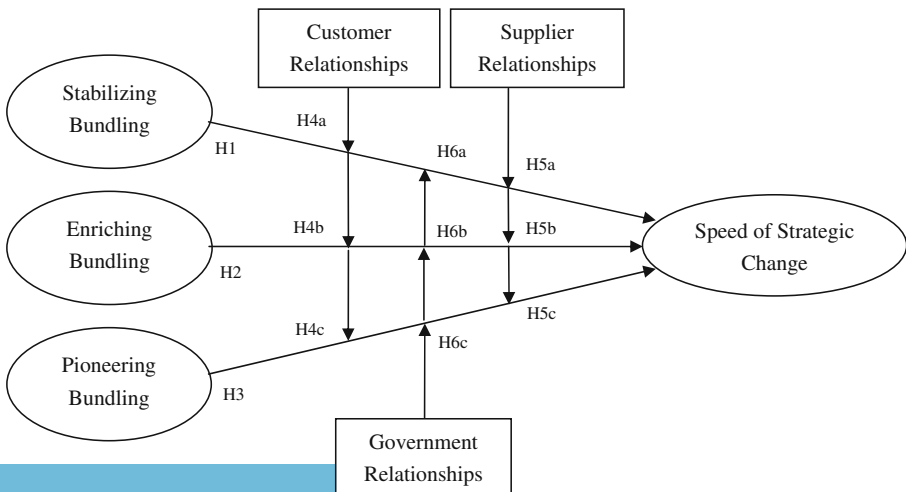 Customer
Relationships
Supplier
Relationships
Stabilizing
Bundling
H4a
H1
H6a
H5a
Enriching
Bundling
H4b
H6b
H5b
H2
Speed of Strategic
Change
H4c
H5c
H6c
Pioneering
Bundling
H3
Government
Relationships